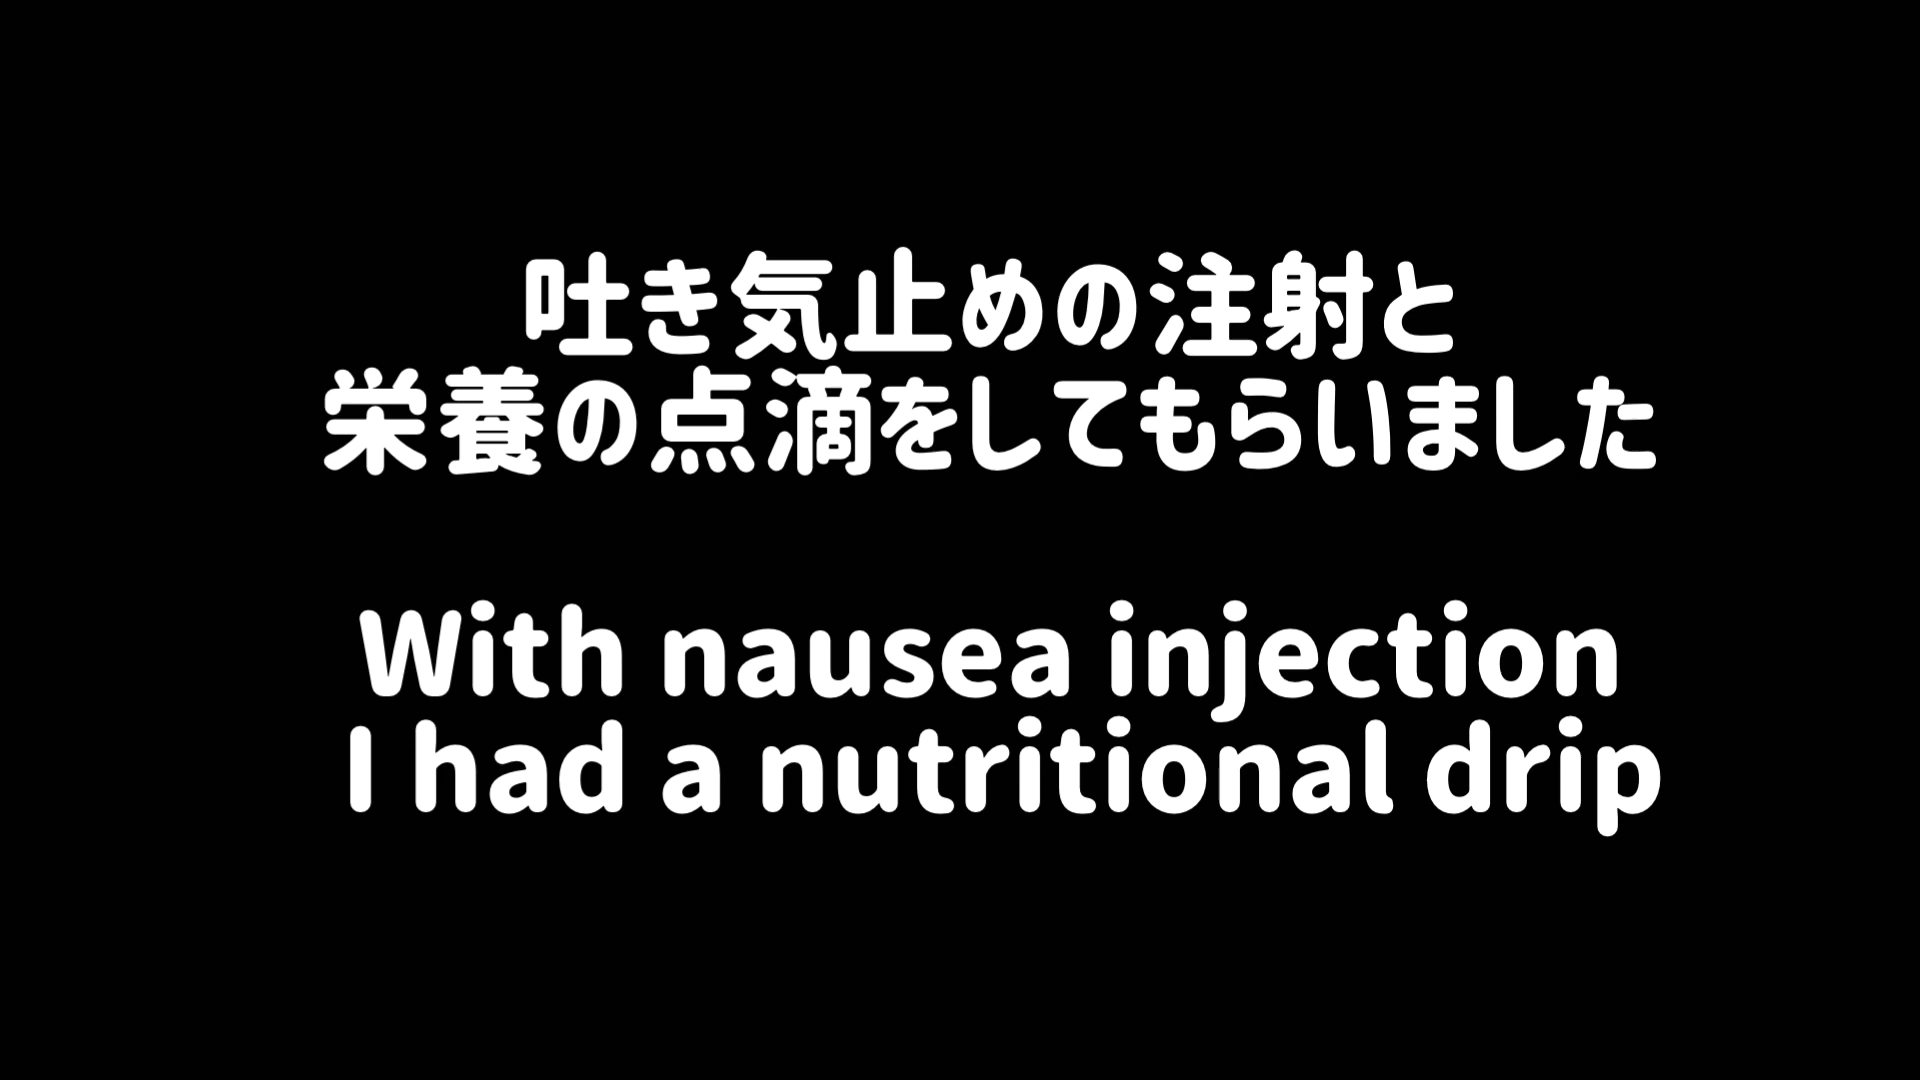 吐き気止めの注射と
栄養の点滴をしてもらいました
With nausea injection
I had a nutritional drip